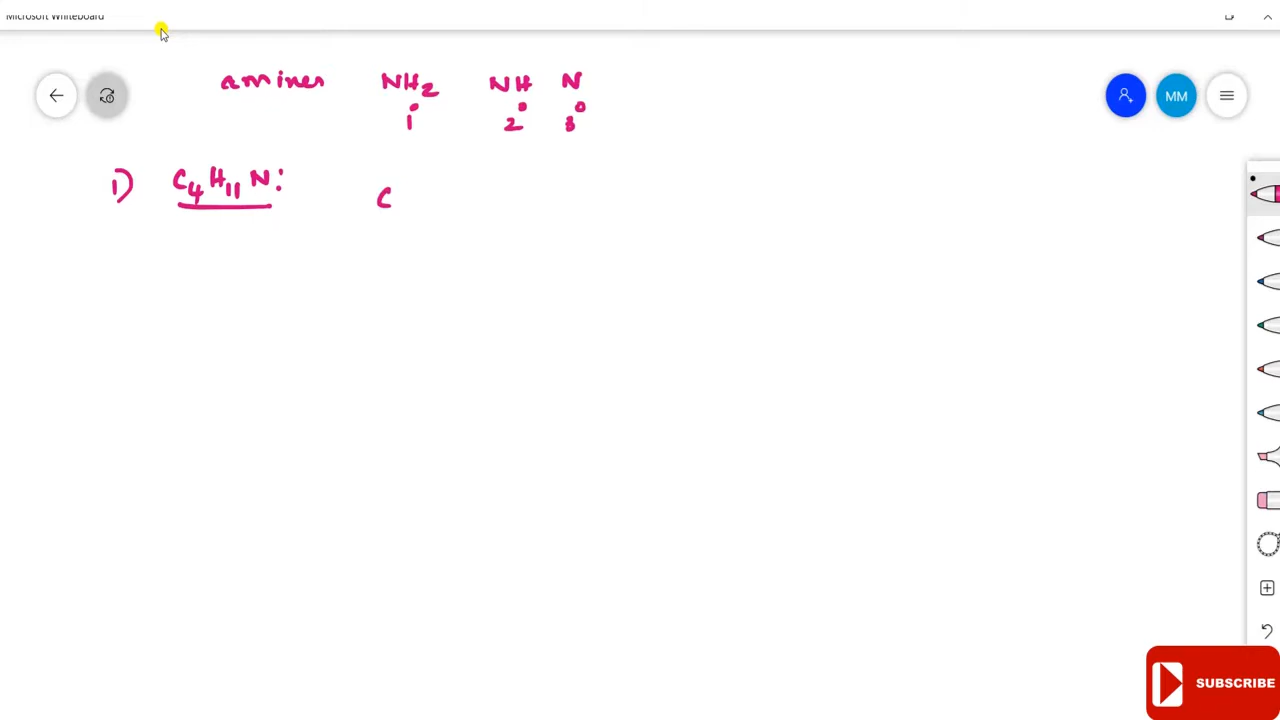 Microsoft Whiteboard
amines NH2 NH N
1° 2° 3°
MM
1) C4H11N: C
SUBSCRIBE